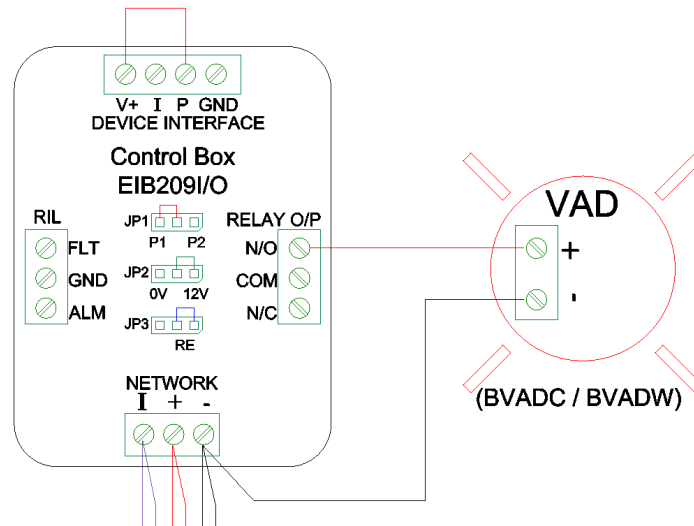 V+ I P GND
DEVICE INTERFACE
Control Box
EIB209I/O
RIL
JP1
P1 P2
RELAY O/P
FLT
GND
ALM
JP2
0V 12V
JP3
RE
N/O
COM
N/C
NETWORK
I + -
VAD
+
-
(BVADC / BVADW)